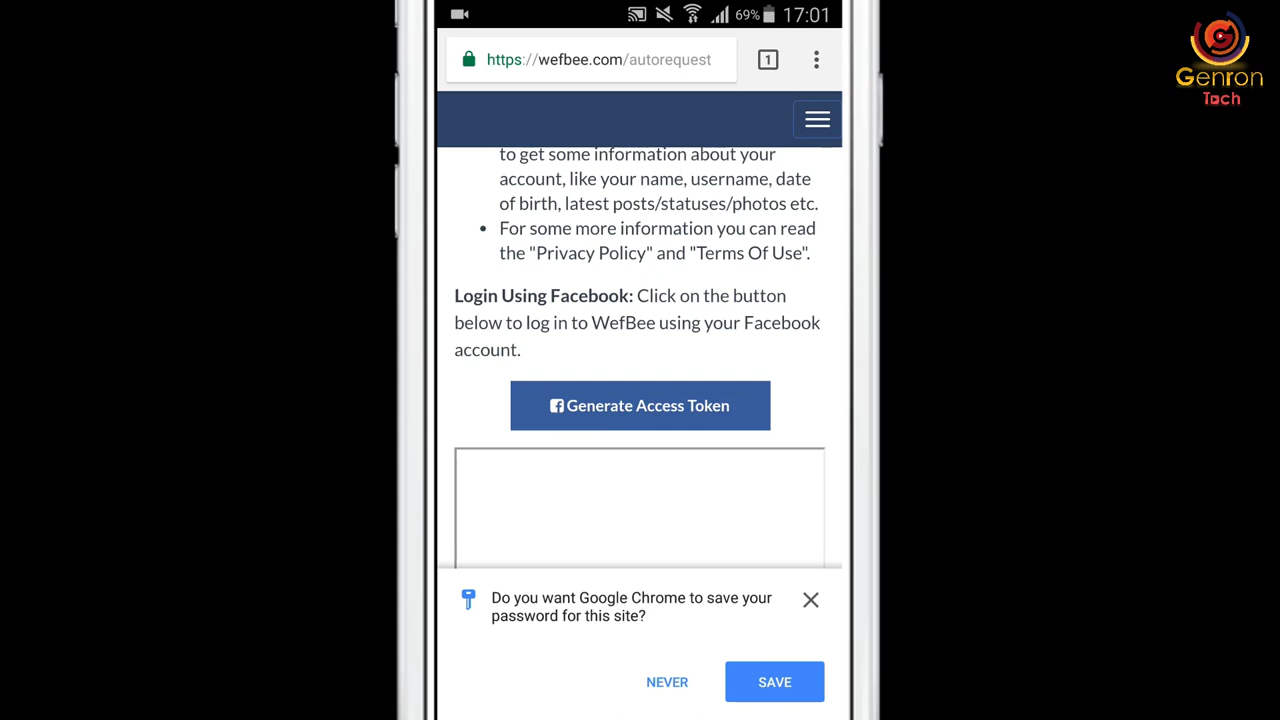 69% 17:01
https://wefbee.com/autorequest
1
Genron
Tech
to get some information about your
account, like your name, username, date
of birth, latest posts/statuses/photos etc.
• For some more information you can read
the "Privacy Policy" and "Terms Of Use".
Login Using Facebook: Click on the button
below to log in to WefBee using your Facebook
account.
Generate Access Token
Do you want Google Chrome to save your
password for this site?
NEVER SAVE